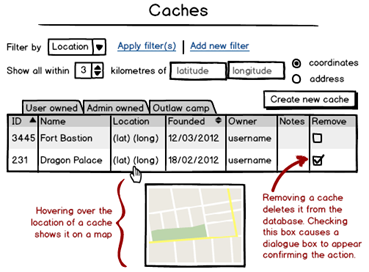 Caches
Filter by Location Apply filter(s) Add new filter
Show all within 3 kilometres of latitude longitude coordinates
address
Create new cache
User owned Admin owned Outlaw camp
ID Name Location Founded Owner Notes Remove
3445 Fort Bastion (lat) (long) 12/03/2012 username
231 Dragon Palace (lat) (long) 18/02/2012 username
Hovering over the
location of a cache
shows it on a map
Removing a cache
deletes it from the
database. Checking
this box causes a
dialogue box to appear
confirming the action.